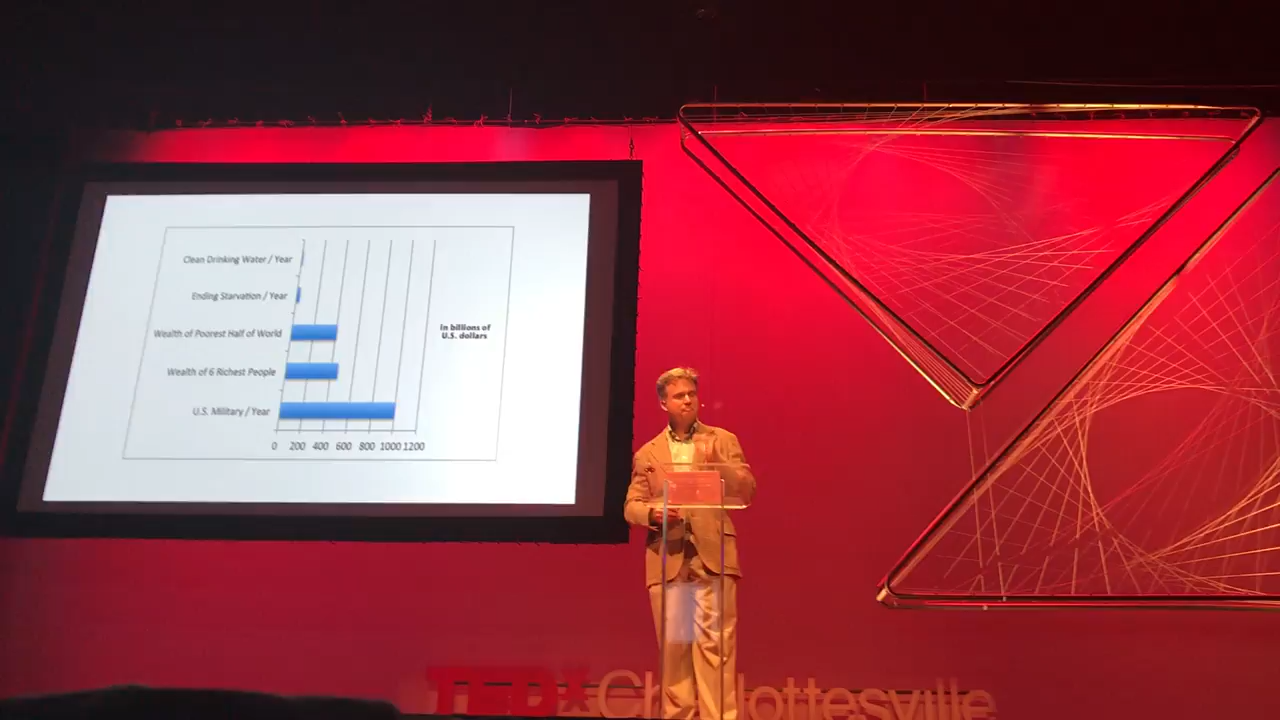 Clean Drinking Water / Year
Ending Starvation / Year
Wealth of Poorest Half of World
Wealth of 6 Richest People
U.S. Military / Year
0 200 400 600 800 1000 1200
In billions of
U.S. dollars
TEDxCharlottesville